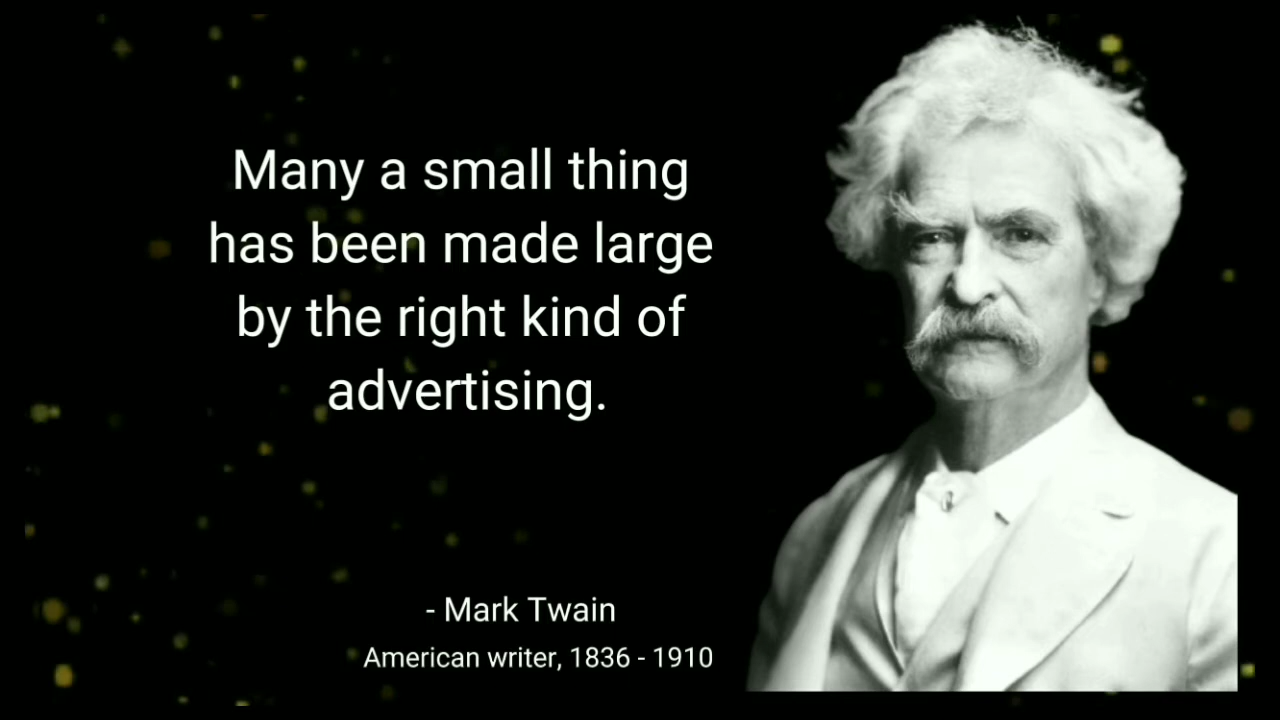 Many a small thing
has been made large
by the right kind of
advertising.
- Mark Twain
American writer, 1836 - 1910